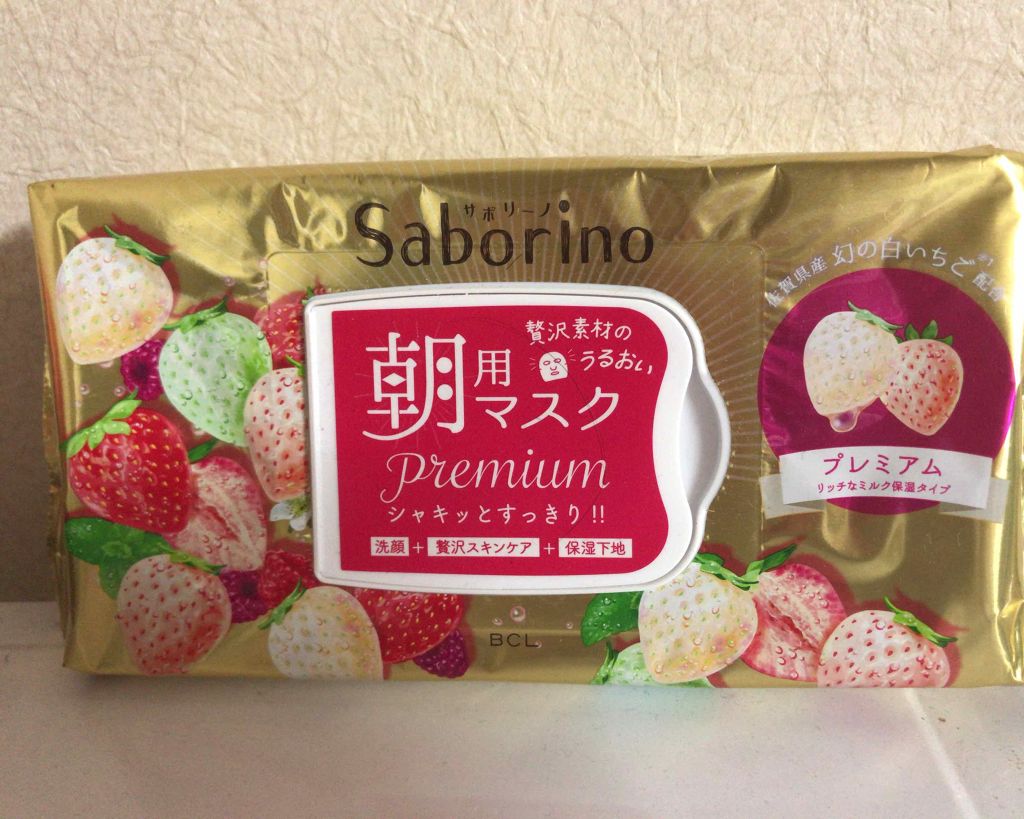 サボリーノ
Saborino
贅沢素材の
うるおい
朝用
マスク
premium
シャキッとすっきり!!
洗顔 + 贅沢スキンケア + 保湿下地
BCL
佐賀県産 幻の白いちご※1 配合
プレミアム
リッチなミルク保湿タイプ